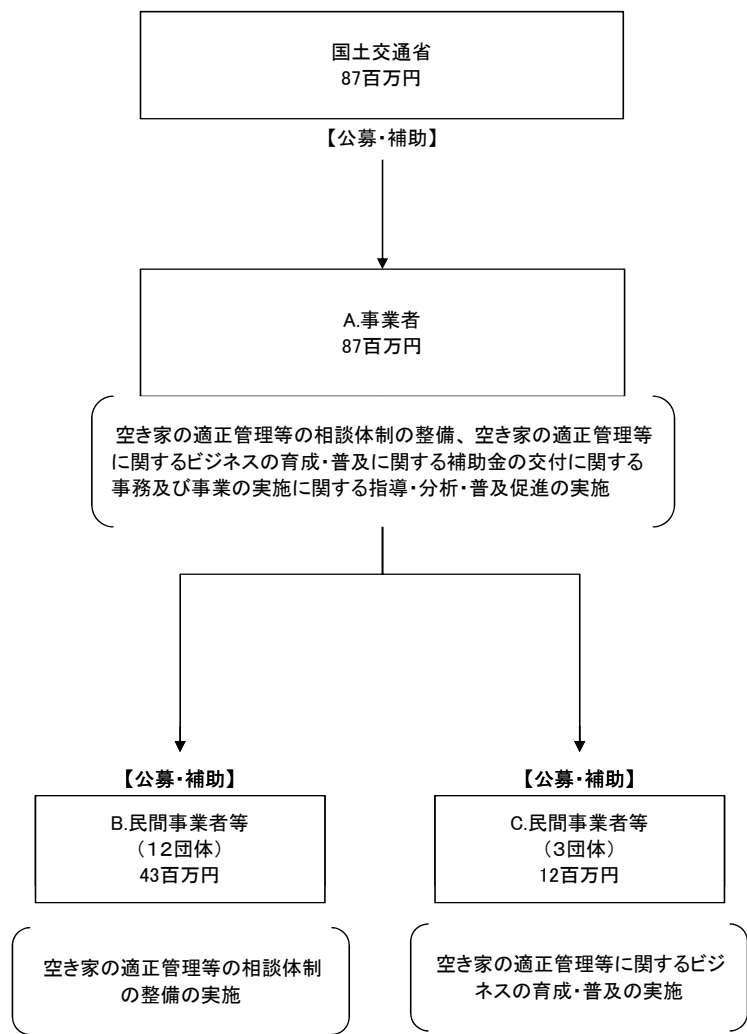 国土交通省
87百万円
【公募・補助】
A.事業者
87百万円
空き家の適正管理等の相談体制の整備、空き家の適正管理等
に関するビジネスの育成・普及に関する補助金の交付に関する
事務及び事業の実施に関する指導・分析・普及促進の実施
【公募・補助】
B.民間事業者等
（１２団体）
43百万円
空き家の適正管理等の相談体制
の整備の実施
【公募・補助】
C.民間事業者等
（３団体）
12百万円
空き家の適正管理等に関するビジ
ネスの育成・普及の実施